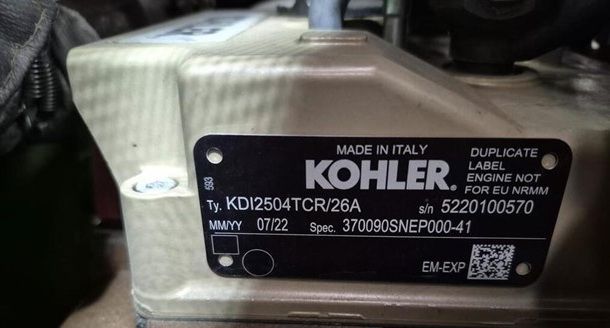 MADE IN ITALY
KOHLER.
DUPLICATE
LABEL
ENGINE NOT
FOR EU NRMM
593
Ty. KDI2504TCR/26A s/n 5220100570
MM/YY 07/22 Spec. 370090SNEP000-41
EM-EXP